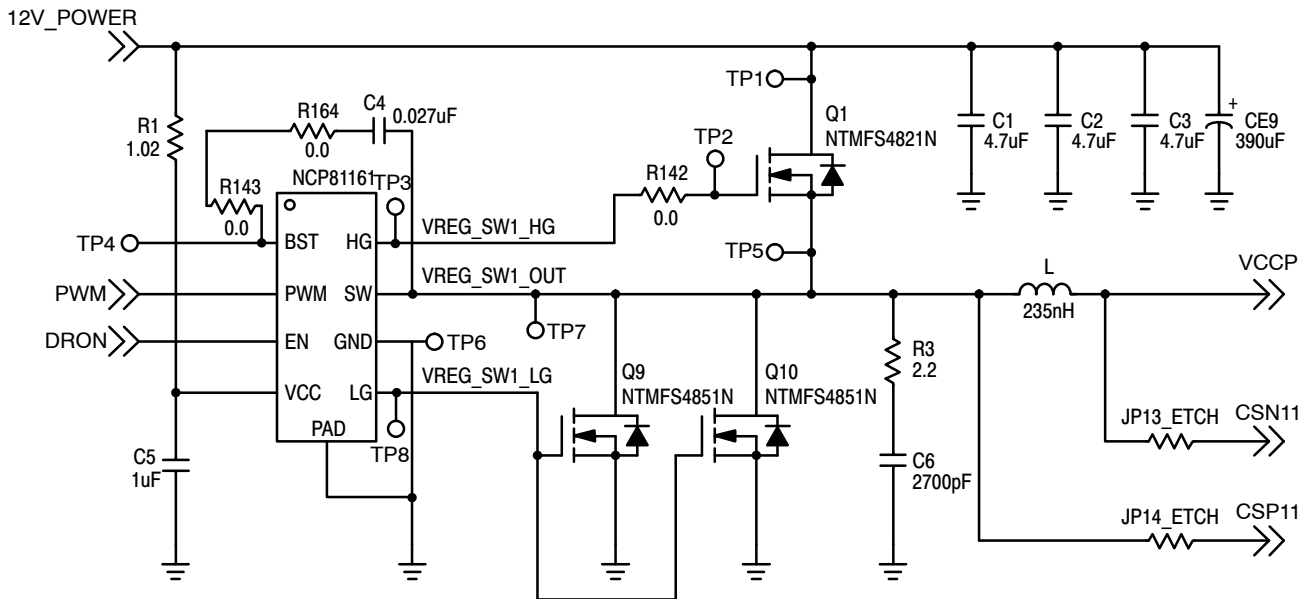 12V_POWER
TP1
R164
C4
0.027uF
Q1
NTMFS4821N
R1
1.02
0.0
TP2
C1
4.7uF
C2
4.7uF
C3
4.7uF
+
CE9
390uF
R143
NCP81161
TP3
R142
0.0
0.0
TP4
BST
HG
VREG_SW1_HG
TP5
VREG_SW1_OUT
L
VCCP
PWM
PWM
SW
235nH
DRON
EN
GND
TP6
TP7
R3
2.2
VREG_SW1_LG
Q9
NTMFS4851N
Q10
NTMFS4851N
VCC
LG
JP13_ETCH
CSN11
PAD
TP8
C5
1uF
C6
2700pF
JP14_ETCH
CSP11